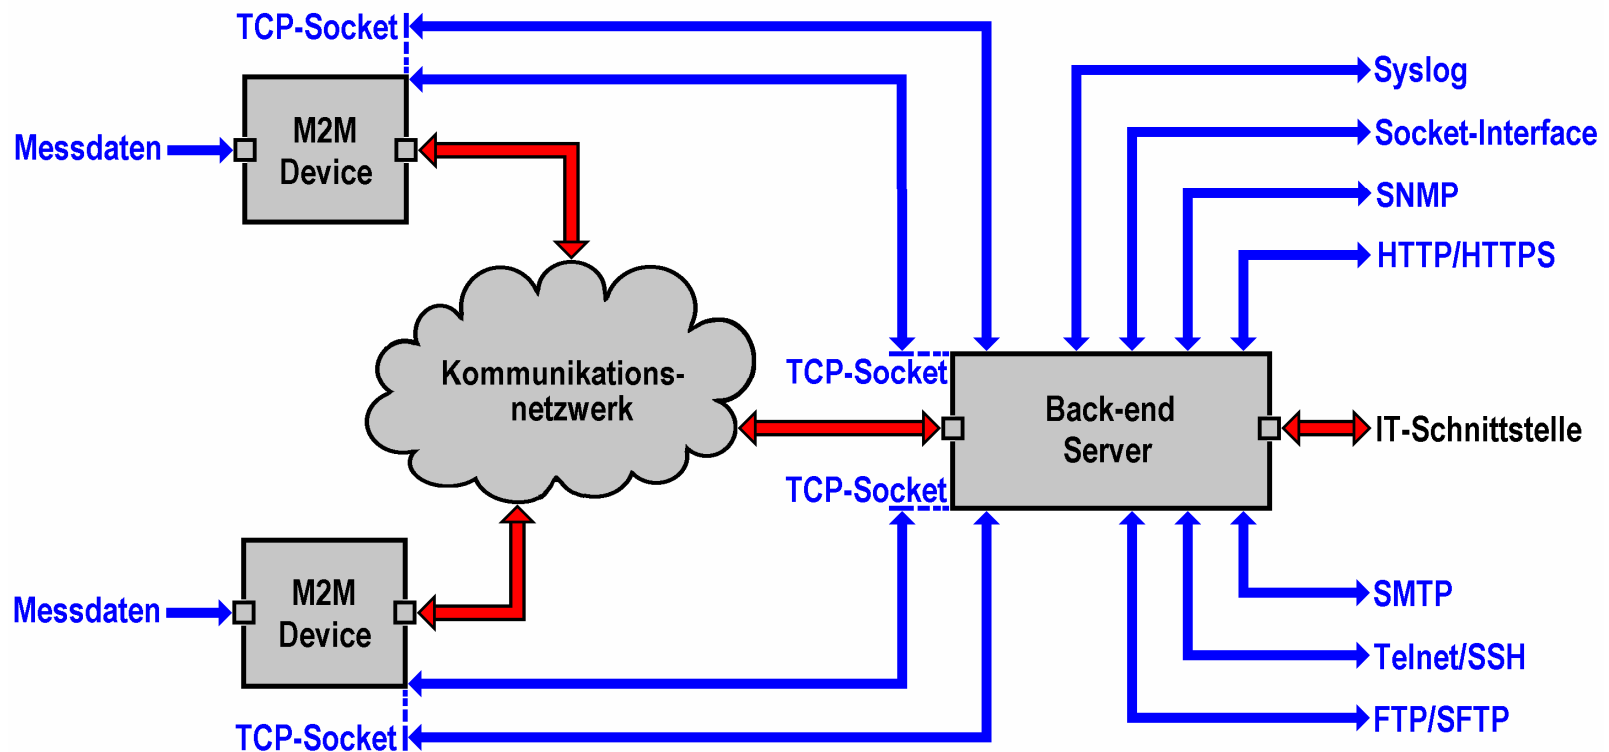 TCP-Socket
Syslog
M2M
Device
Messdaten
Socket-Interface
SNMP
HTTP/HTTPS
Kommunikations-
netzwerk
TCP-Socket
Back-end
Server
IT-Schnittstelle
TCP-Socket
M2M
Device
Messdaten
SMTP
Telnet/SSH
FTP/SFTP
TCP-Socket